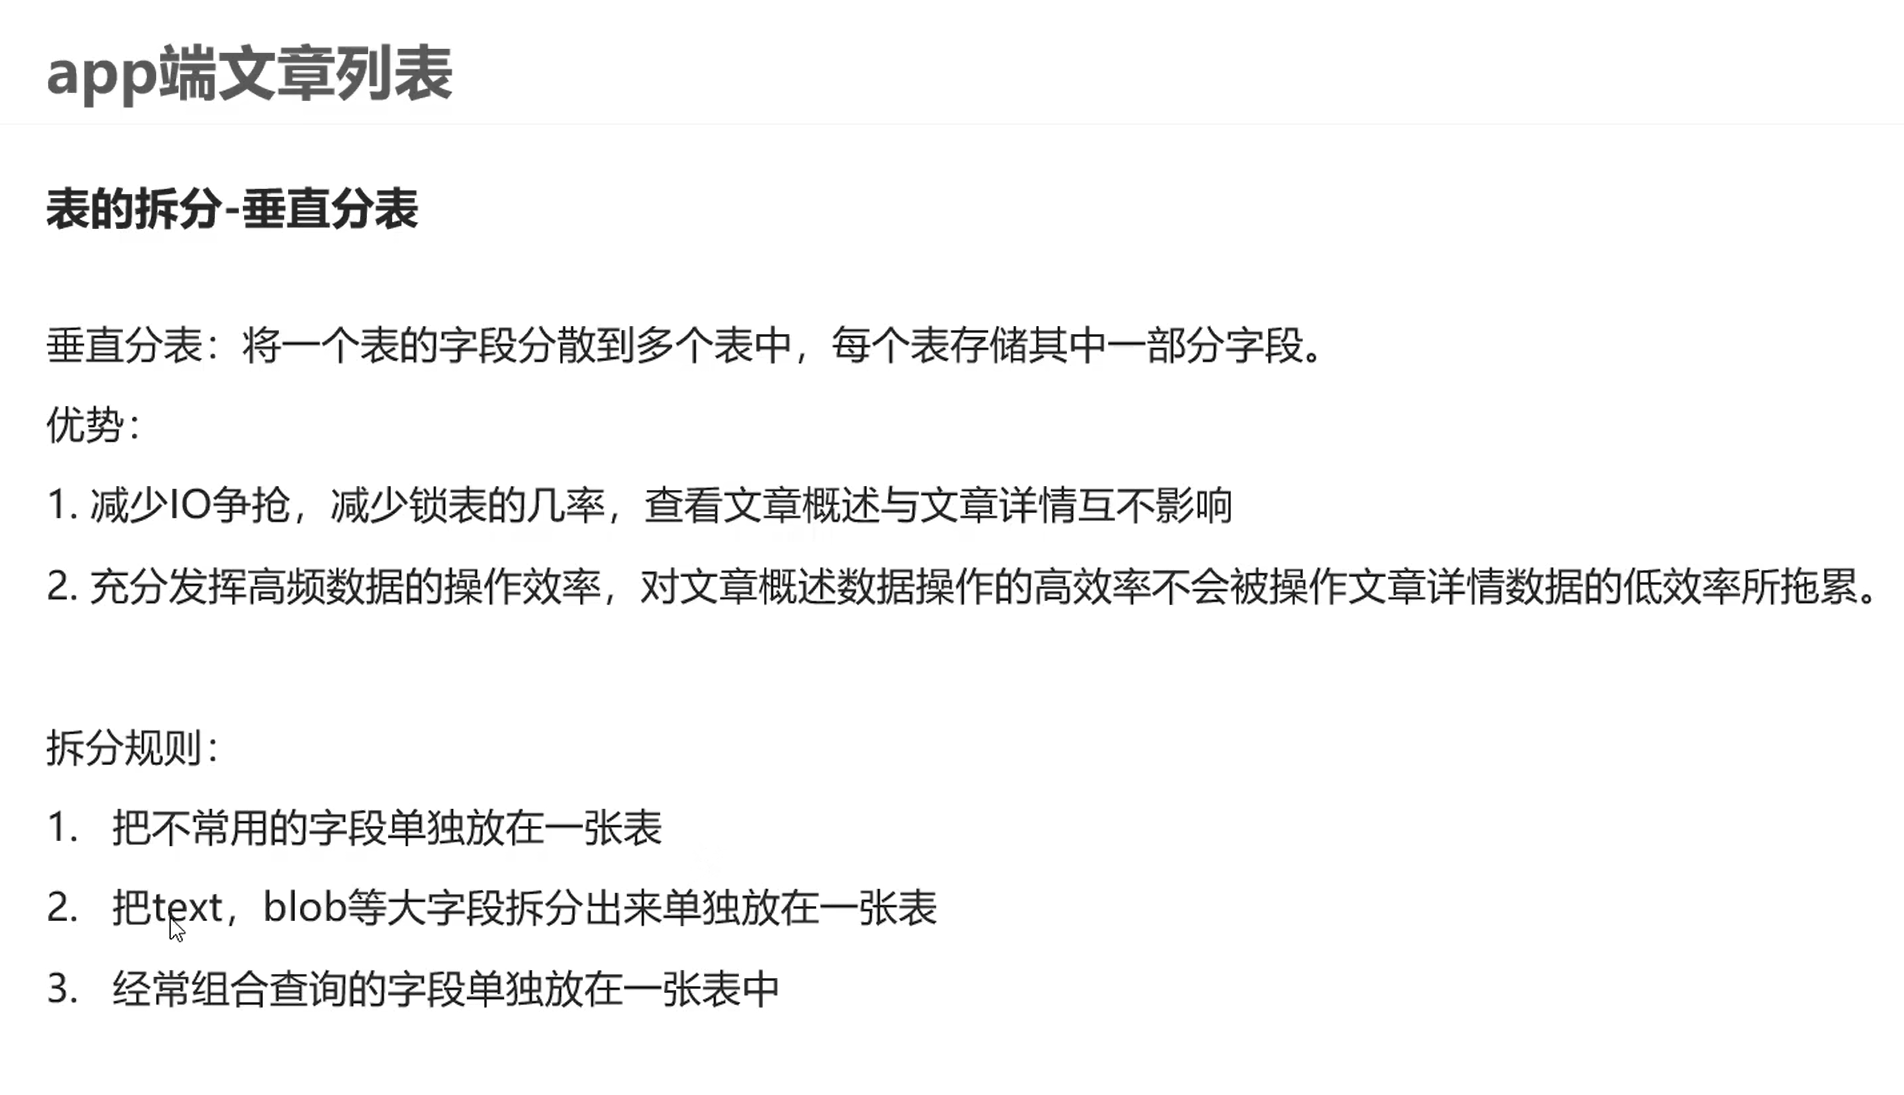 app端文章列表
表的拆分-垂直分表
垂直分表：将一个表的字段分散到多个表中，每个表存储其中一部分字段。
优势：
1. 减少IO争抢，减少锁表的几率，查看文章概述与文章详情互不影响
2. 充分发挥高频数据的操作效率，对文章概述数据操作的高效率不会被操作文章详情数据的低效率所拖累。
拆分规则：
1. 把不常用的字段单独放在一张表
2. 把text，blob等大字段拆分出来单独放在一张表
3. 经常组合查询的字段单独放在一张表中